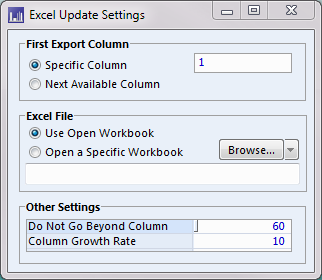 Excel Update Settings
First Export Column
Specific Column 1
Next Available Column
Excel File
Use Open Workbook
Open a Specific Workbook Browse...
Other Settings
Do Not Go Beyond Column 60
Column Growth Rate 10